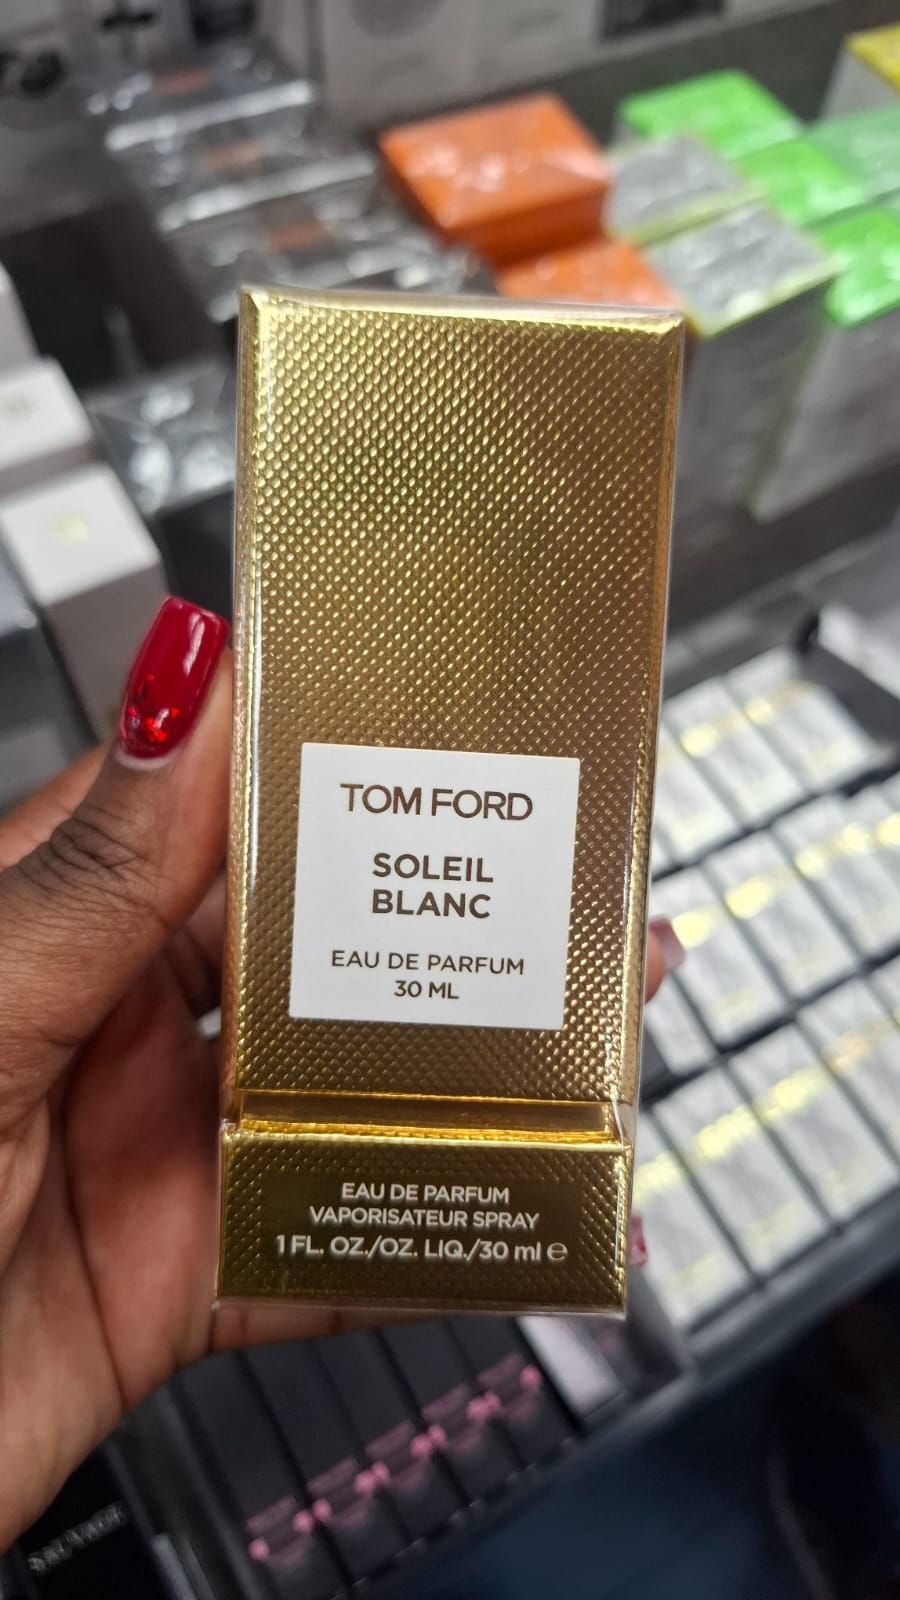 TOM FORD
SOLEIL
BLANC
EAU DE PARFUM
30 ML
EAU DE PARFUM
VAPORISATEUR SPRAY
1 FL. OZ./OZ. LIQ./30 ml ℮
SAUVAGE